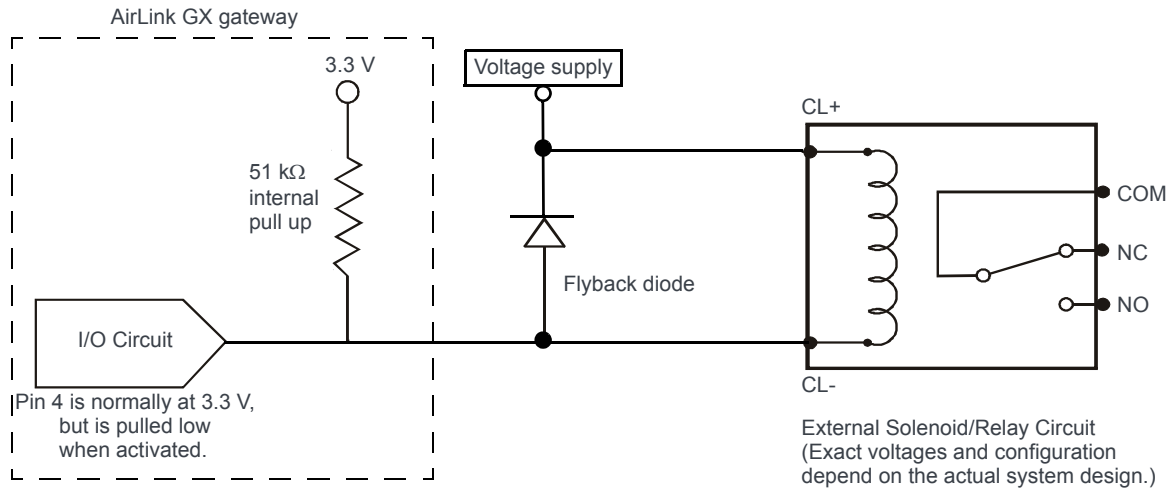 AirLink GX gateway
3.3 V
51 kΩ
internal
pull up
I/O Circuit
Pin 4 is normally at 3.3 V,
but is pulled low
when activated.
Voltage supply
Flyback diode
CL+
COM
NC
NO
CL-
External Solenoid/Relay Circuit
(Exact voltages and configuration
depend on the actual system design.)